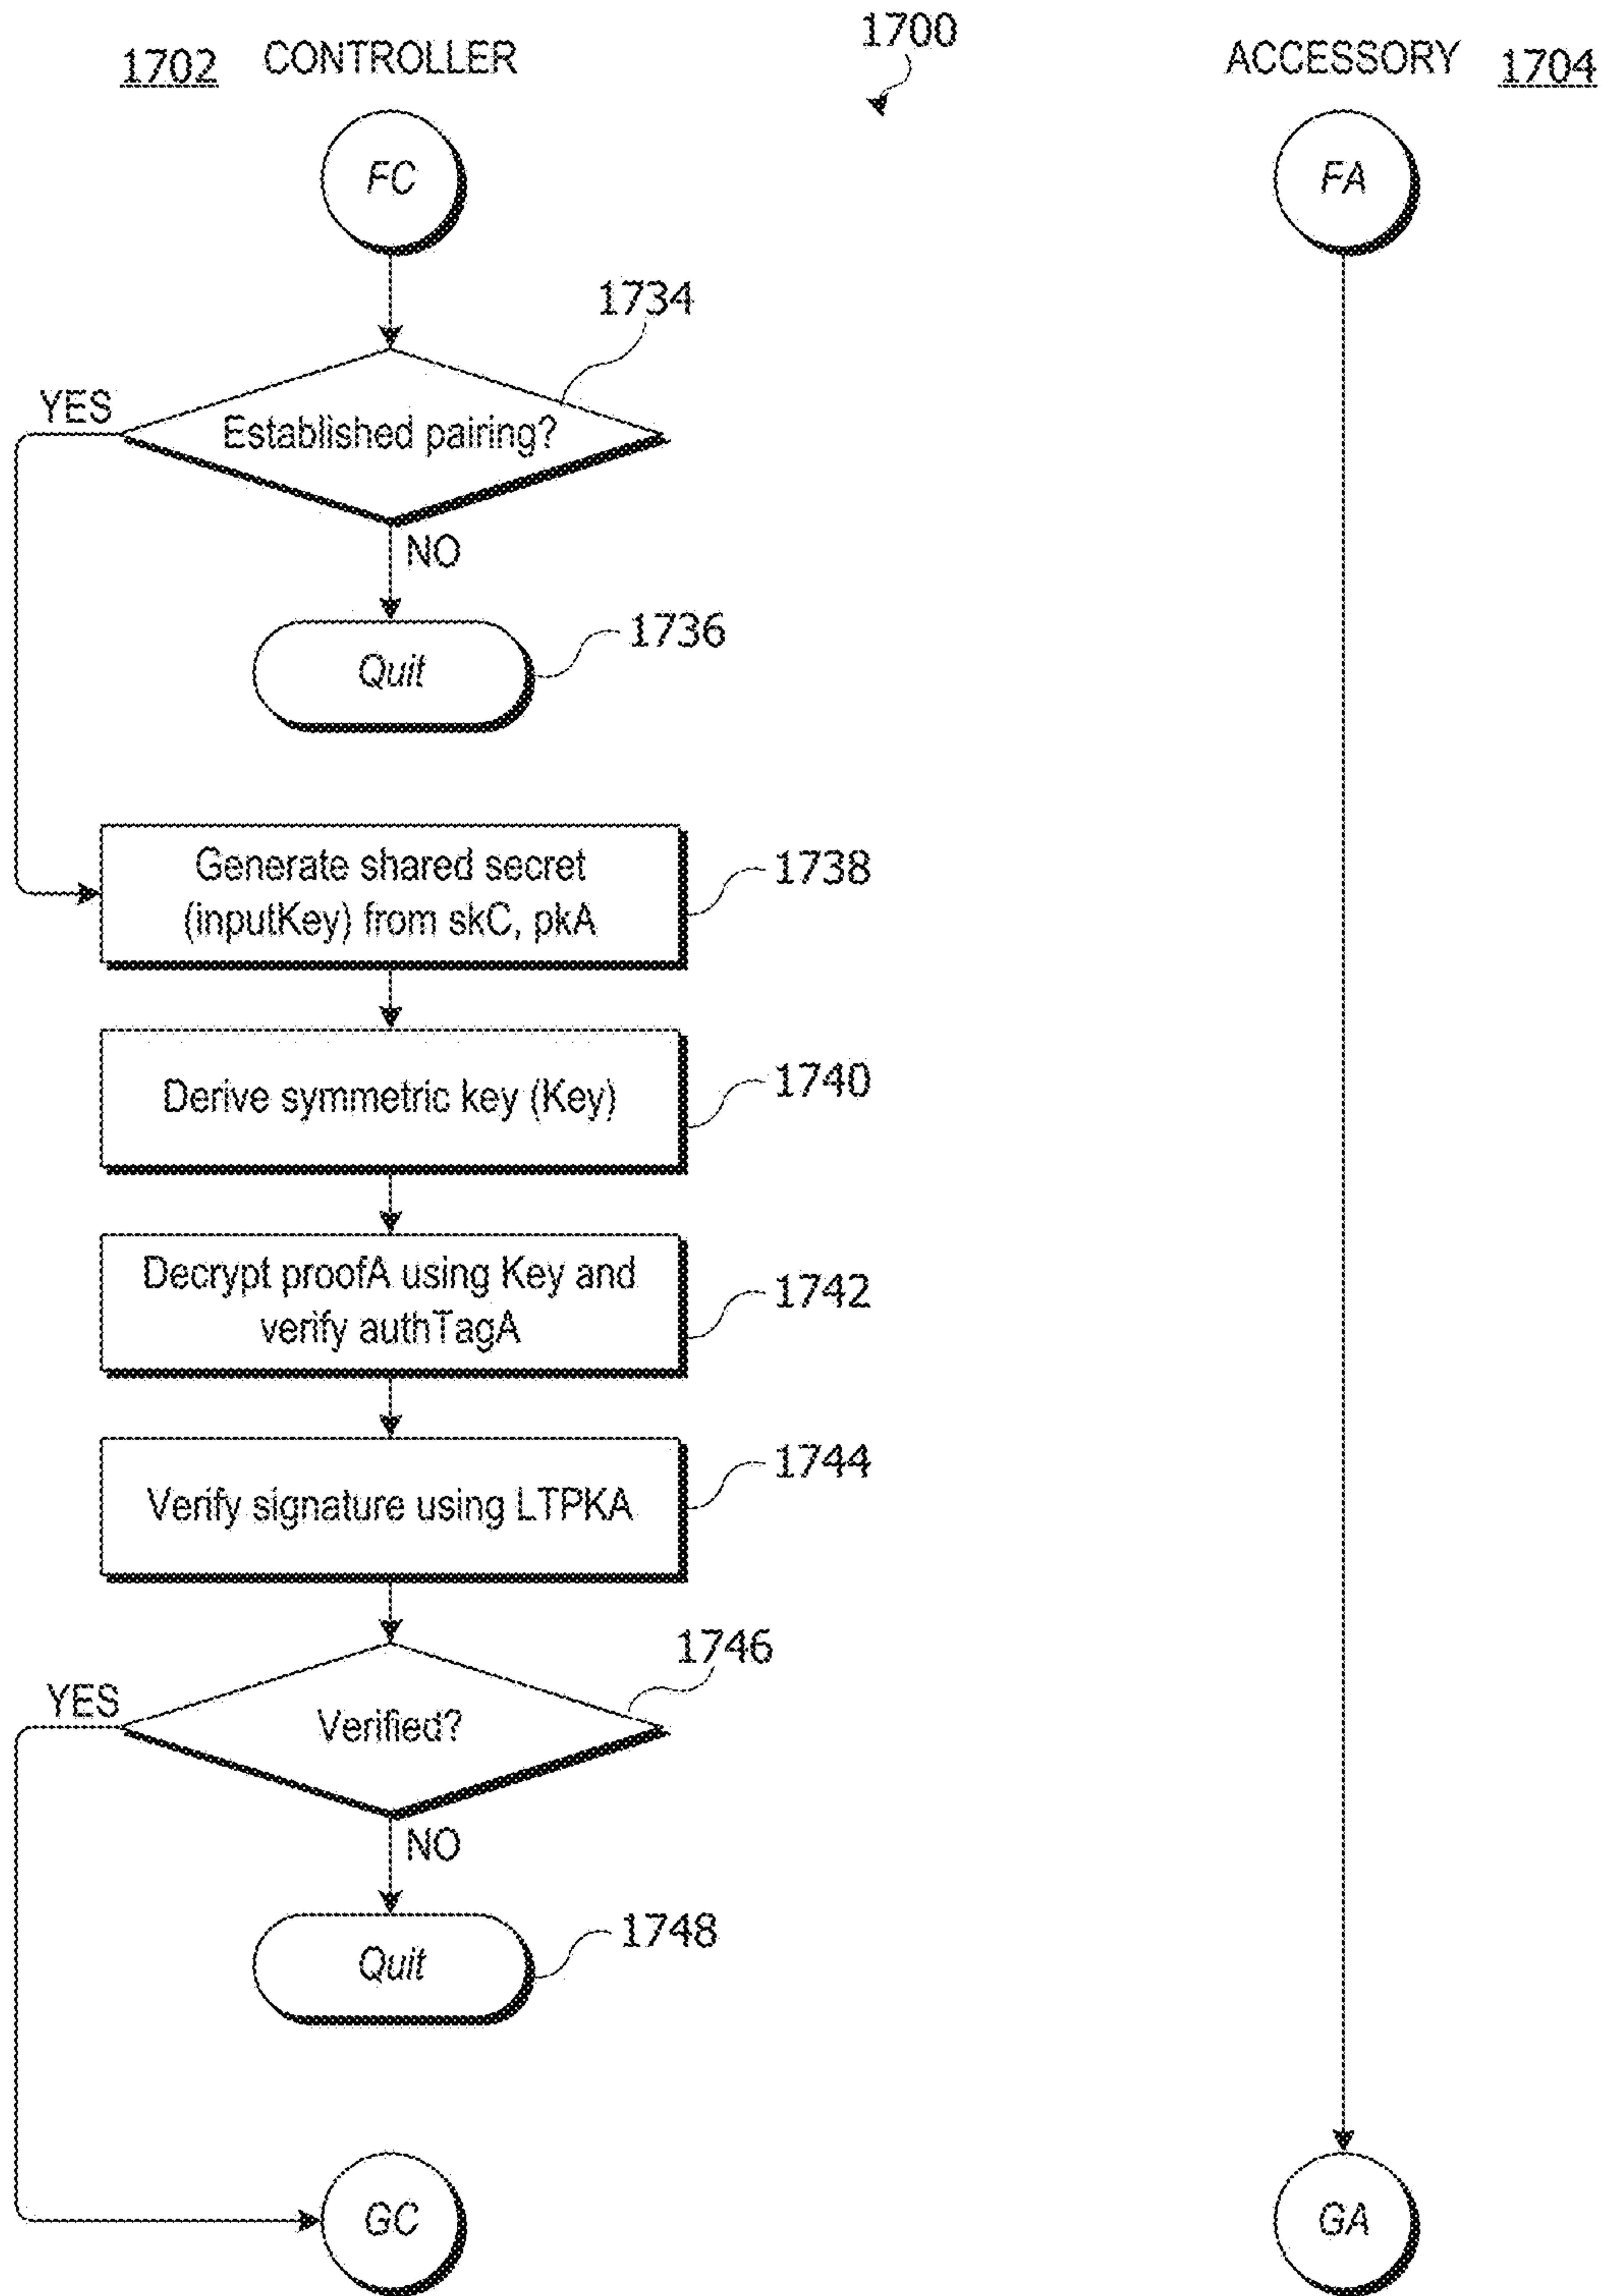 1700
1702 CONTROLLER
ACCESSORY 1704
FC
FA
1734
YES
Established pairing?
NO
1736
Quit
1738
Generate shared secret
(inputKey) from skC, pkA
1740
Derive symmetric key (Key)
1742
Decrypt proofA using Key and
verify authTagA
1744
Verify signature using LTPKA
1746
YES
Verified?
NO
1748
Quit
GC
GA